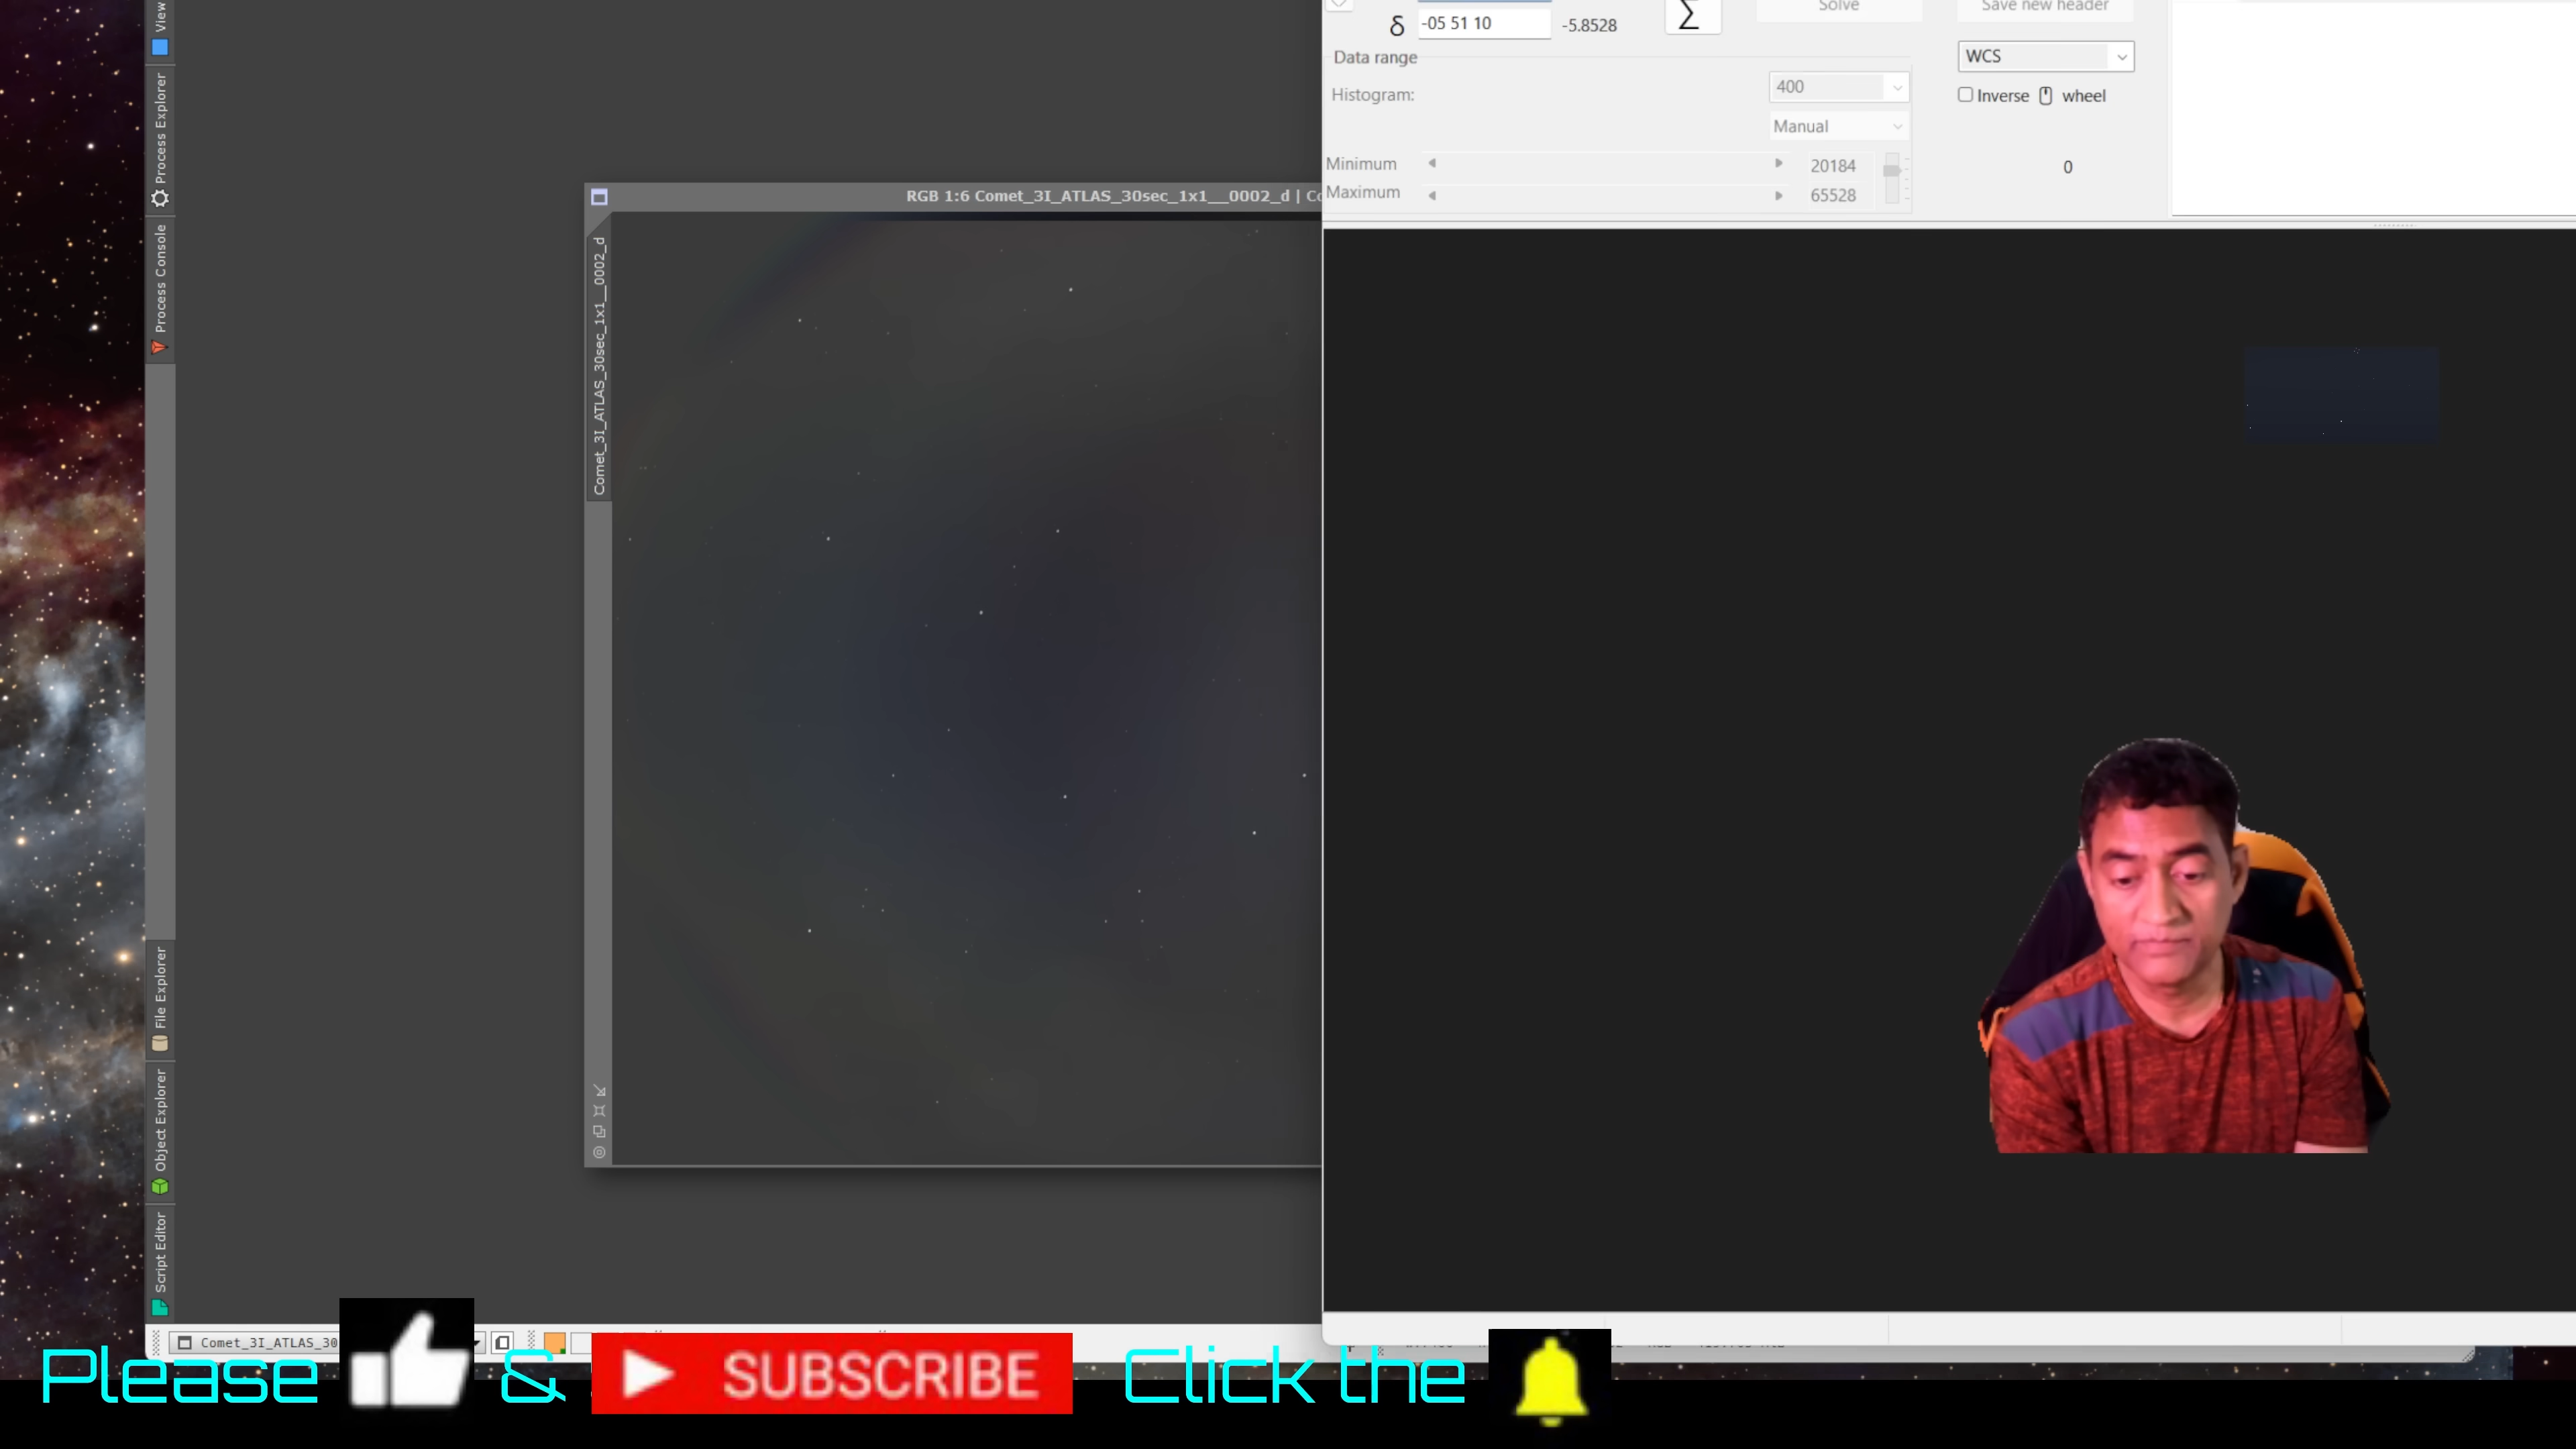 View
Process Explorer
Process Console
File Explorer
Object Explorer
Script Editor
RGB 1:6 Comet_3I_ATLAS_30sec_1x1__0002_d | Co
Comet_3I_ATLAS_30sec_1x1__0002_d
Solve
Save new header
δ -05 51 10 -5.8528
Σ
Data range
WCS
Histogram:
400
Inverse wheel
Manual
Minimum 20184
0
Maximum 65528
Comet_3I_ATLAS_30
Please & SUBSCRIBE Click the